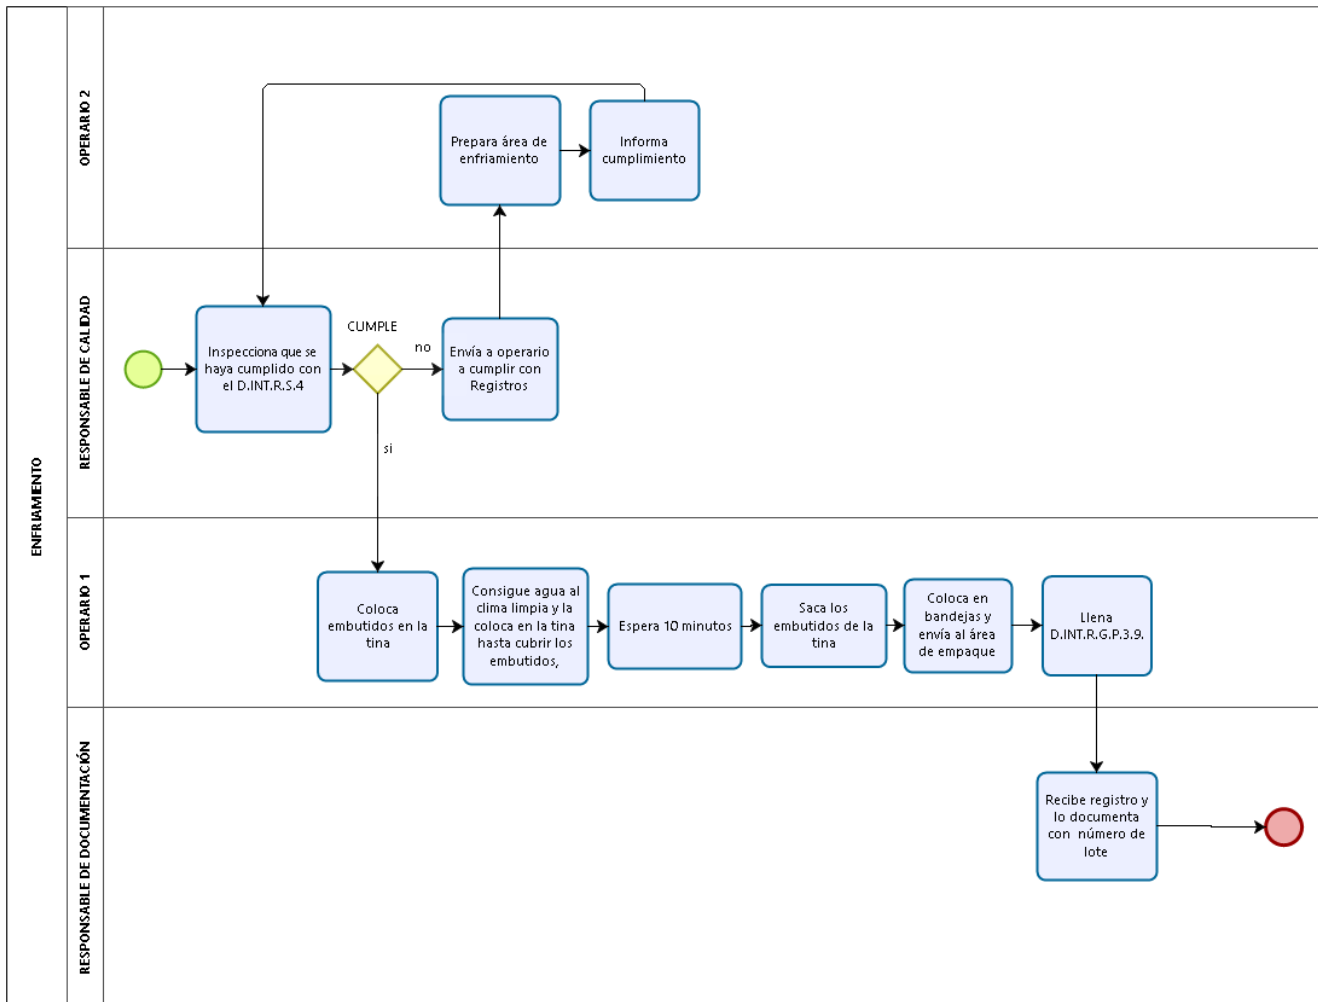 ENFRIAMIENTO
OPERARIO 2
Prepara área de
enfriamiento
Informa
cumplimiento
RESPONSABLE DE CALIDAD
Inspecciona que se
haya cumplido con
el D.INT.R.S.4
CUMPLE
no
si
Envía a operario
a cumplir con
Registros
OPERARIO 1
Coloca
embutidos en la
tina
Consigue agua al
clima limpia y la
coloca en la tina
hasta cubrir los
embutidos,
Espera 10 minutos
Saca los
embutidos de la
tina
Coloca en
bandejas y
envía al área
de empaque
Llena
D.INT.R.G.P.3.9.
RESPONSABLE DE DOCUMENTACIÓN
Recibe registro y
lo documenta
con número de
lote